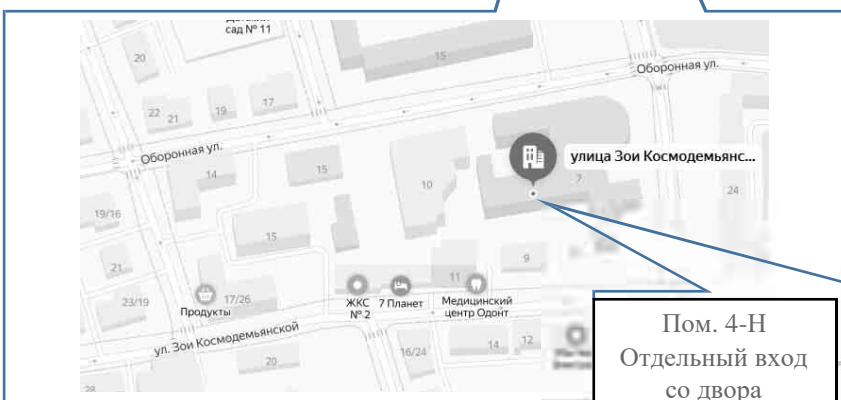 сад № 11
20
15
Оборонная ул.
22
21
19
17
Оборонная ул.
14
15
10
улица Зои Космодемьянс...
7
24
19/16
15
21
9
11
23/19
17/26
Продукты
ЖКС
№ 2
7 Планет
Медицинский
центр Одонт
ул. Зои Космодемьянской
20
16/24
14
12
28
Пом. 4-Н
Отдельный вход
со двора